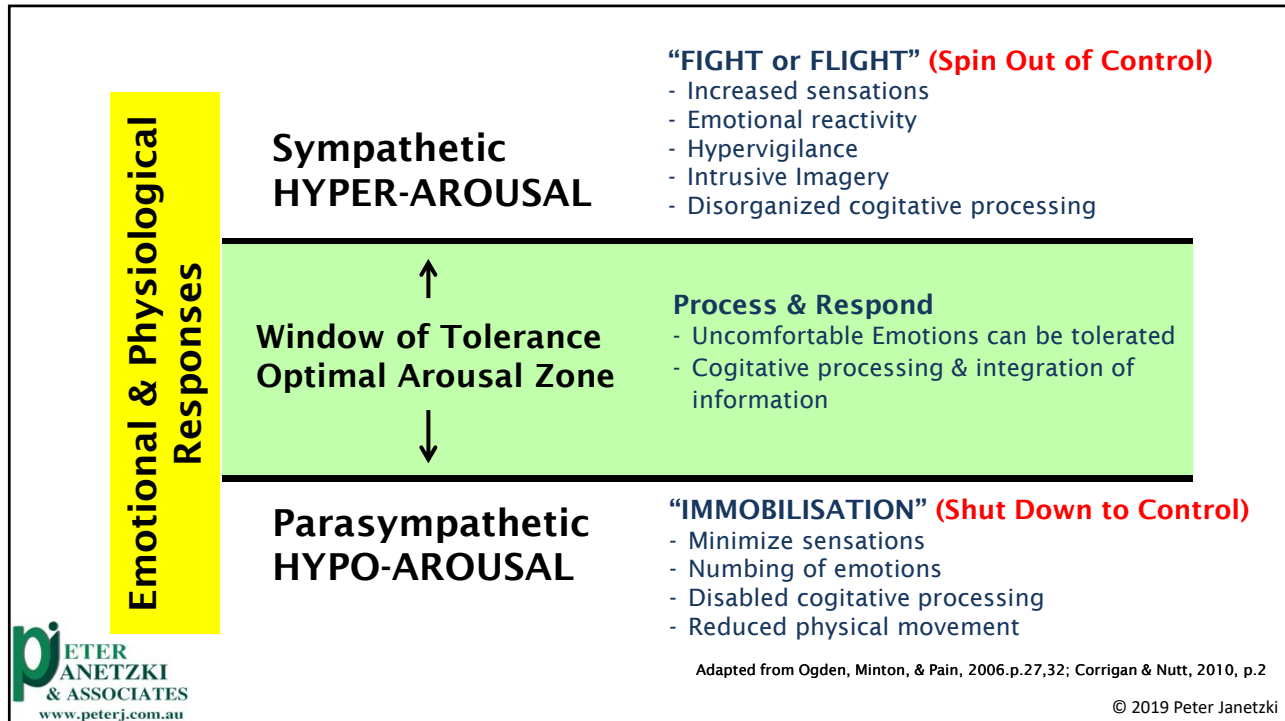 Emotional & Physiological
Responses
Sympathetic
HYPER-AROUSAL
“FIGHT or FLIGHT” (Spin Out of Control)
- Increased sensations
- Emotional reactivity
- Hypervigilance
- Intrusive Imagery
- Disorganized cogitative processing
Window of Tolerance
Optimal Arousal Zone
Process & Respond
- Uncomfortable Emotions can be tolerated
- Cogitative processing & integration of
information
Parasympathetic
HYPO-AROUSAL
“IMMOBILISATION” (Shut Down to Control)
- Minimize sensations
- Numbing of emotions
- Disabled cogitative processing
- Reduced physical movement
PETER
JANETZKI
& ASSOCIATES
www.peterj.com.au
Adapted from Ogden, Minton, & Pain, 2006.p.27,32; Corrigan & Nutt, 2010, p.2
© 2019 Peter Janetzki